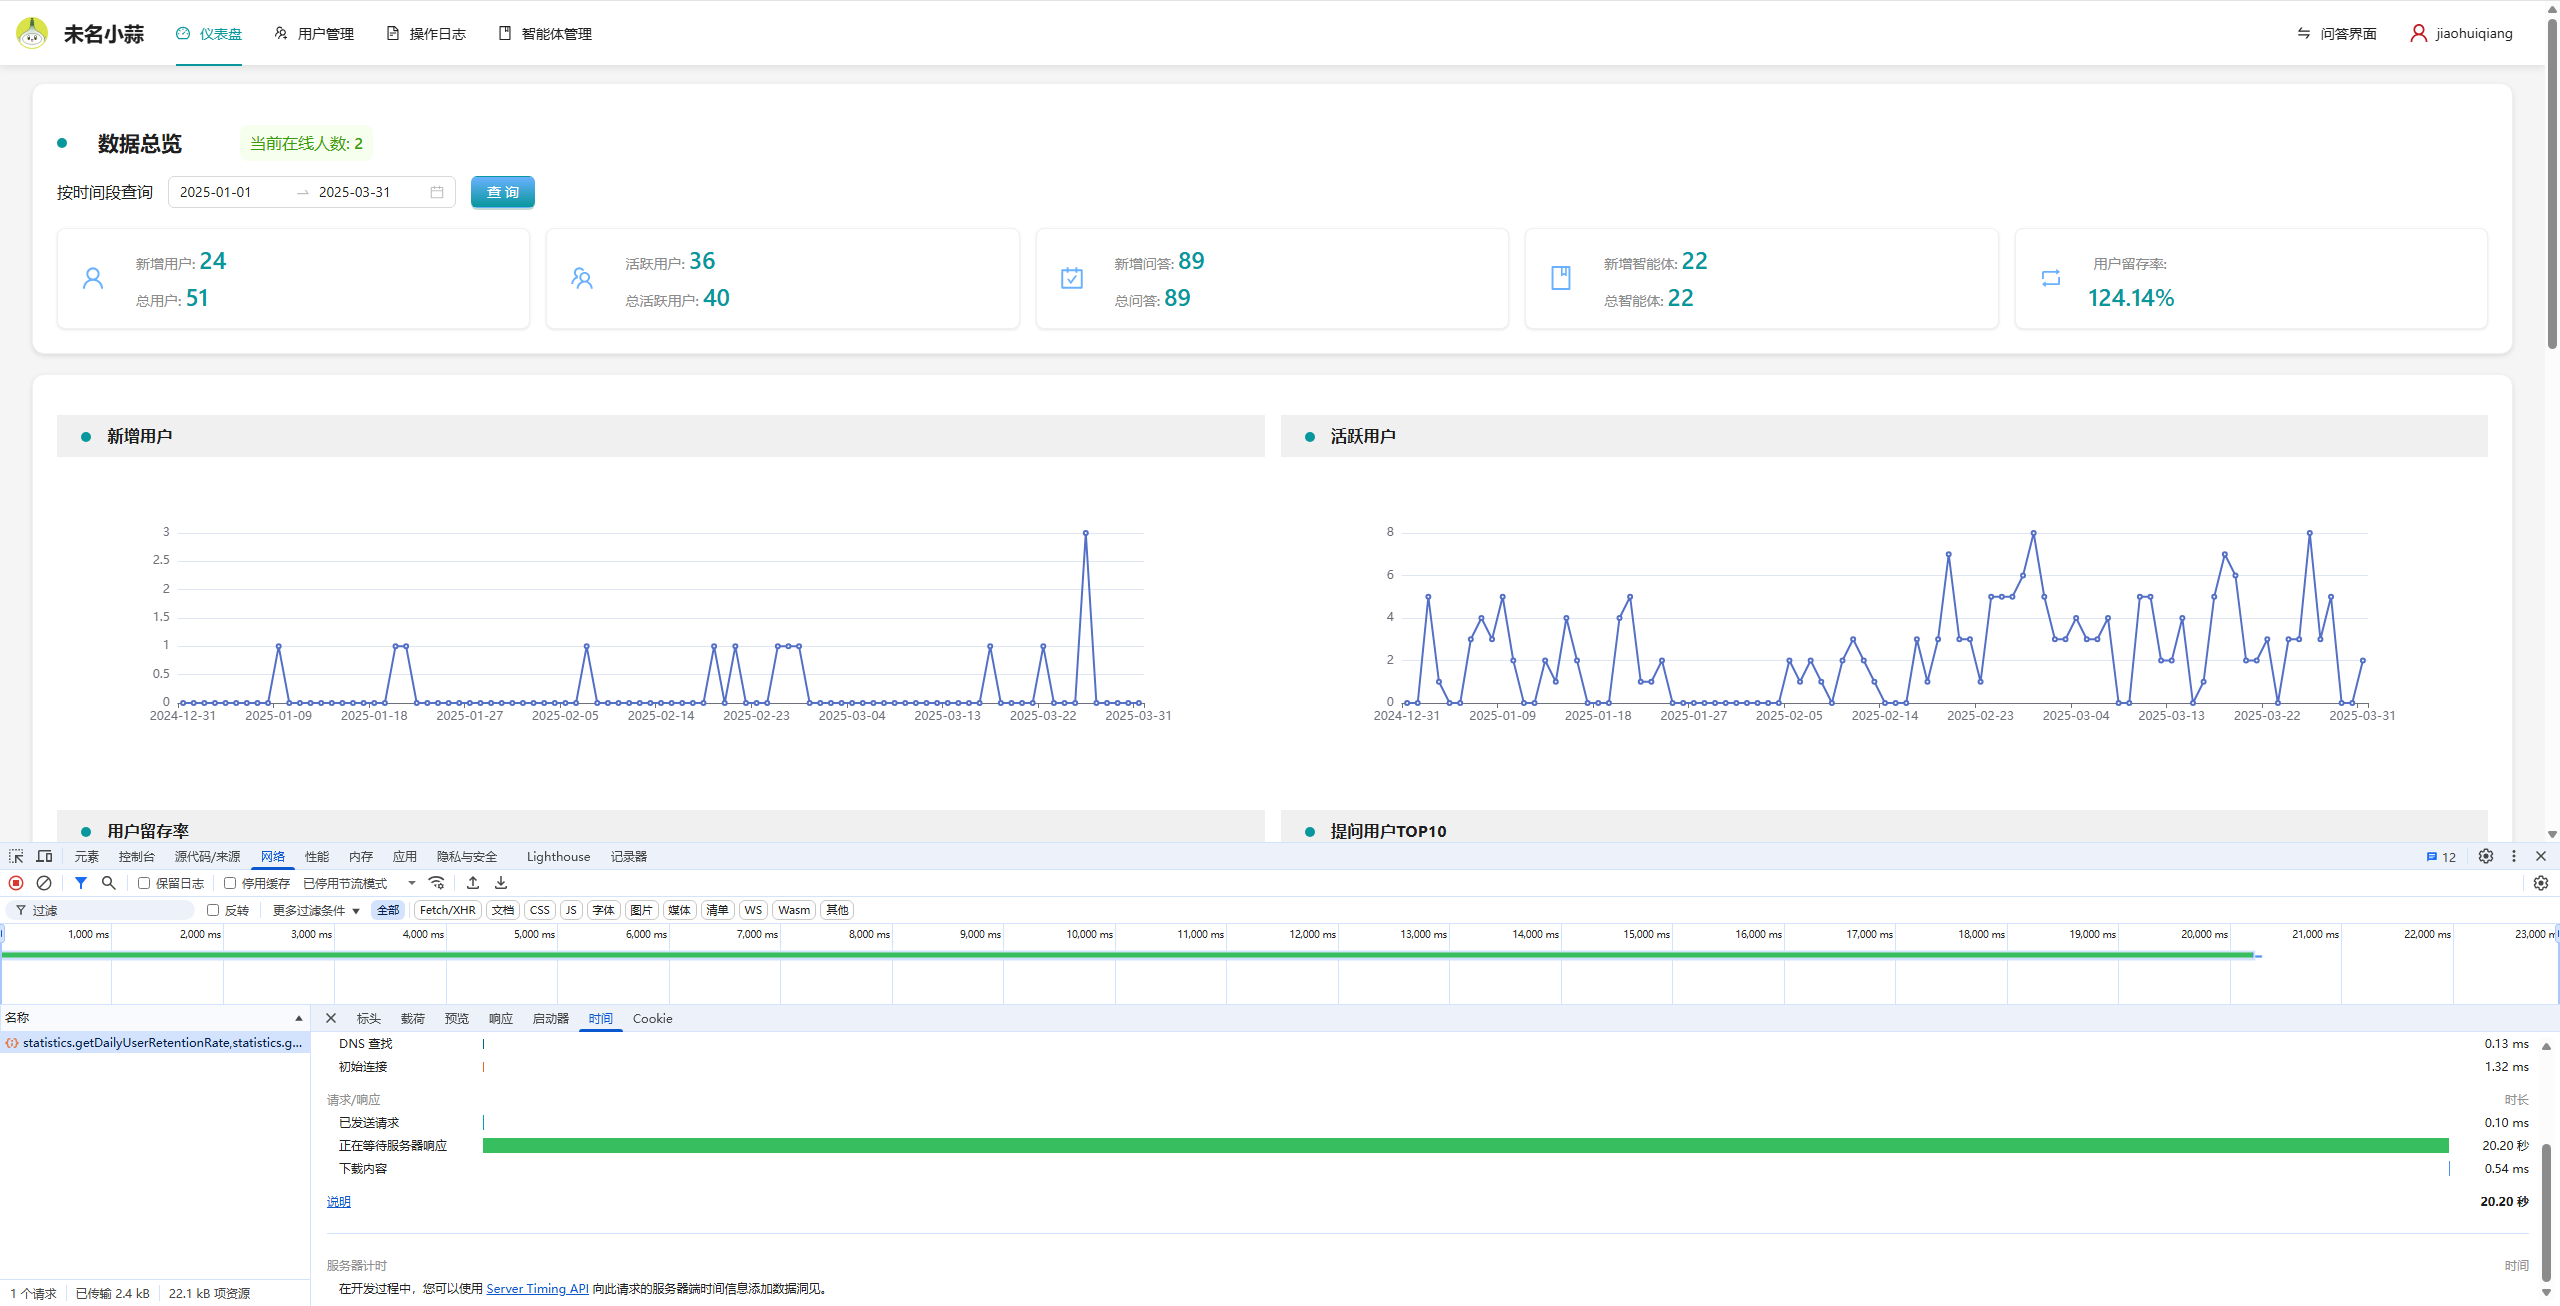 未名小蒜 仪表盘 用户管理 操作日志 智能体管理 问答界面 jiaohuiqiang
数据总览 当前在线人数: 2
按时间段查询 2025-01-01 → 2025-03-31 查 询
新增用户: 24 活跃用户: 36 新增问答: 89 新增智能体: 22 用户留存率:
总用户: 51 总活跃用户: 40 总问答: 89 总智能体: 22 124.14%
新增用户 活跃用户
3
2.5
2
1.5
1
0.5
0
2024-12-31 2025-01-09 2025-01-18 2025-01-27 2025-02-05 2025-02-14 2025-02-23 2025-03-04 2025-03-13 2025-03-22 2025-03-31
8
6
4
2
0
2024-12-31 2025-01-09 2025-01-18 2025-01-27 2025-02-05 2025-02-14 2025-02-23 2025-03-04 2025-03-13 2025-03-22 2025-03-31
用户留存率 提问用户TOP10
元素 控制台 源代码/来源 网络 性能 内存 应用 隐私与安全 Lighthouse 记录器 12
保留日志 停用缓存 已停用节流模式
过滤 反转 更多过滤条件 全部 Fetch/XHR 文档 CSS JS 字体 图片 媒体 清单 WS Wasm 其他
1,000 ms 2,000 ms 3,000 ms 4,000 ms 5,000 ms 6,000 ms 7,000 ms 8,000 ms 9,000 ms 10,000 ms 11,000 ms 12,000 ms 13,000 ms 14,000 ms 15,000 ms 16,000 ms 17,000 ms 18,000 ms 19,000 ms 20,000 ms 21,000 ms 22,000 ms 23,000 m
名称 标头 载荷 预览 响应 启动器 时间 Cookie
statistics.getDailyUserRetentionRate,statistics.g...
DNS 查找 0.13 ms
初始连接 1.32 ms
请求/响应 时长
已发送请求 0.10 ms
正在等待服务器响应 20.20 秒
下载内容 0.54 ms
说明 20.20 秒
服务器计时 时间
在开发过程中，您可以使用 Server Timing API 向此请求的服务器端时间信息添加数据洞见。
1 个请求 已传输 2.4 kB 22.1 kB 项资源